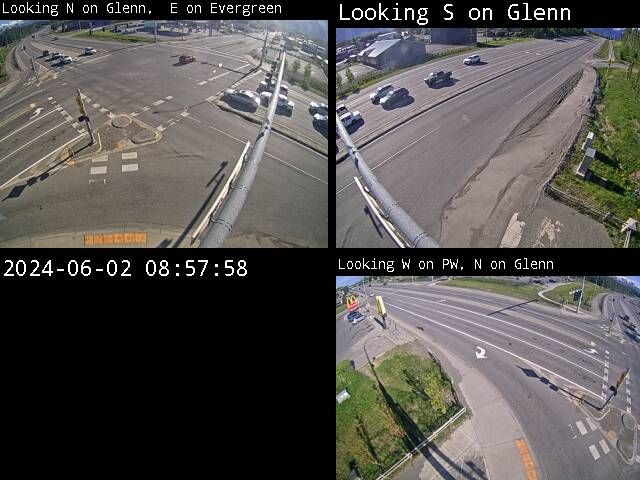 Looking N on Glenn, E on Evergreen
Looking S on Glenn
2024-06-02 08:57:58
Looking W on PW, N on Glenn